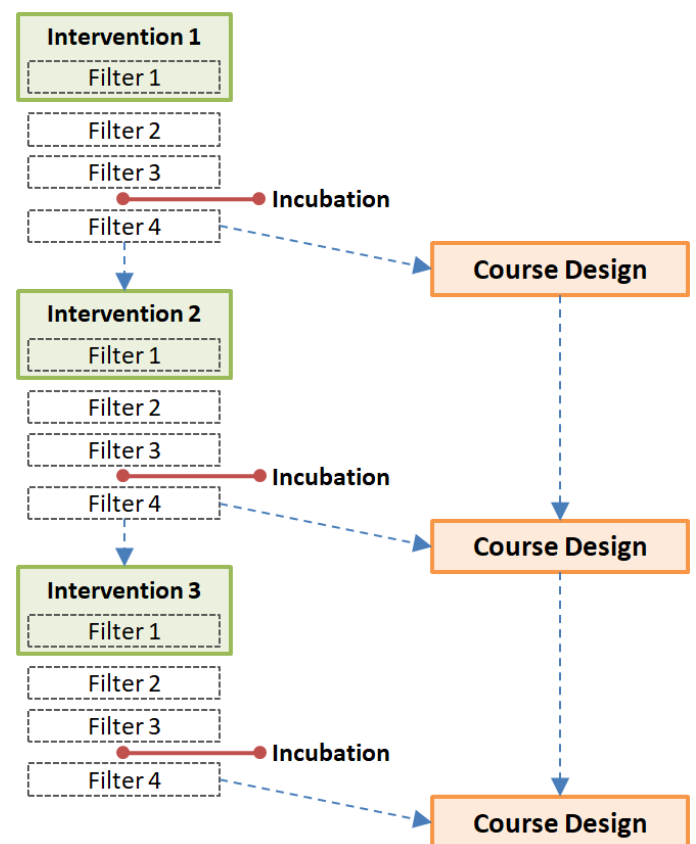 Intervention 1
Filter 1
Filter 2
Filter 3
Incubation
Filter 4
Course Design
Intervention 2
Filter 1
Filter 2
Filter 3
Incubation
Filter 4
Course Design
Intervention 3
Filter 1
Filter 2
Filter 3
Incubation
Filter 4
Course Design